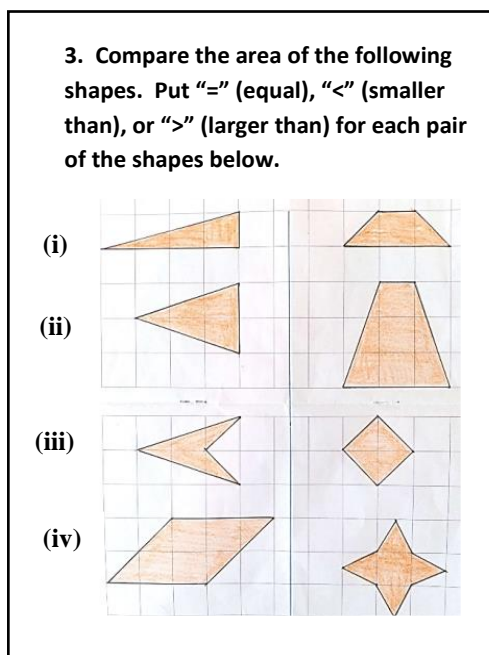 3. Compare the area of the following
shapes. Put “=” (equal), “<” (smaller
than), or “>” (larger than) for each pair
of the shapes below.
(i)
(ii)
(iii)
(iv)